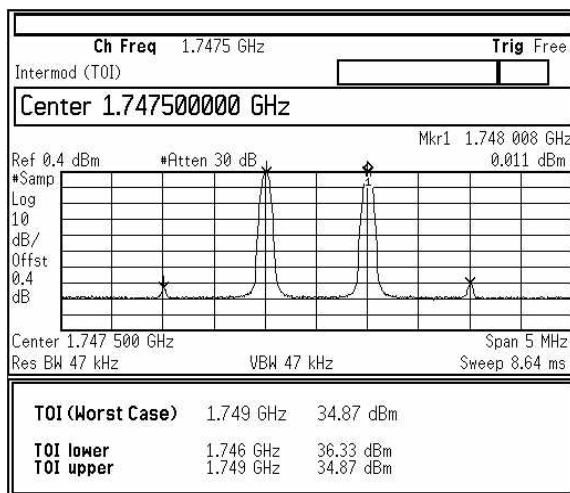 Ch Freq 1.7475 GHz Trig Free
Intermod (TOI)
Center 1.747500000 GHz
Mkr1 1.748 008 GHz
Ref 0.4 dBm #Atten 30 dB 0.011 dBm
#Samp
Log
10
dB/
Offst
0.4
dB
1
Center 1.747 500 GHz Span 5 MHz
Res BW 47 kHz VBW 47 kHz Sweep 8.64 ms
TOI (Worst Case) 1.749 GHz 34.87 dBm
TOI lower 1.746 GHz 36.33 dBm
TOI upper 1.749 GHz 34.87 dBm